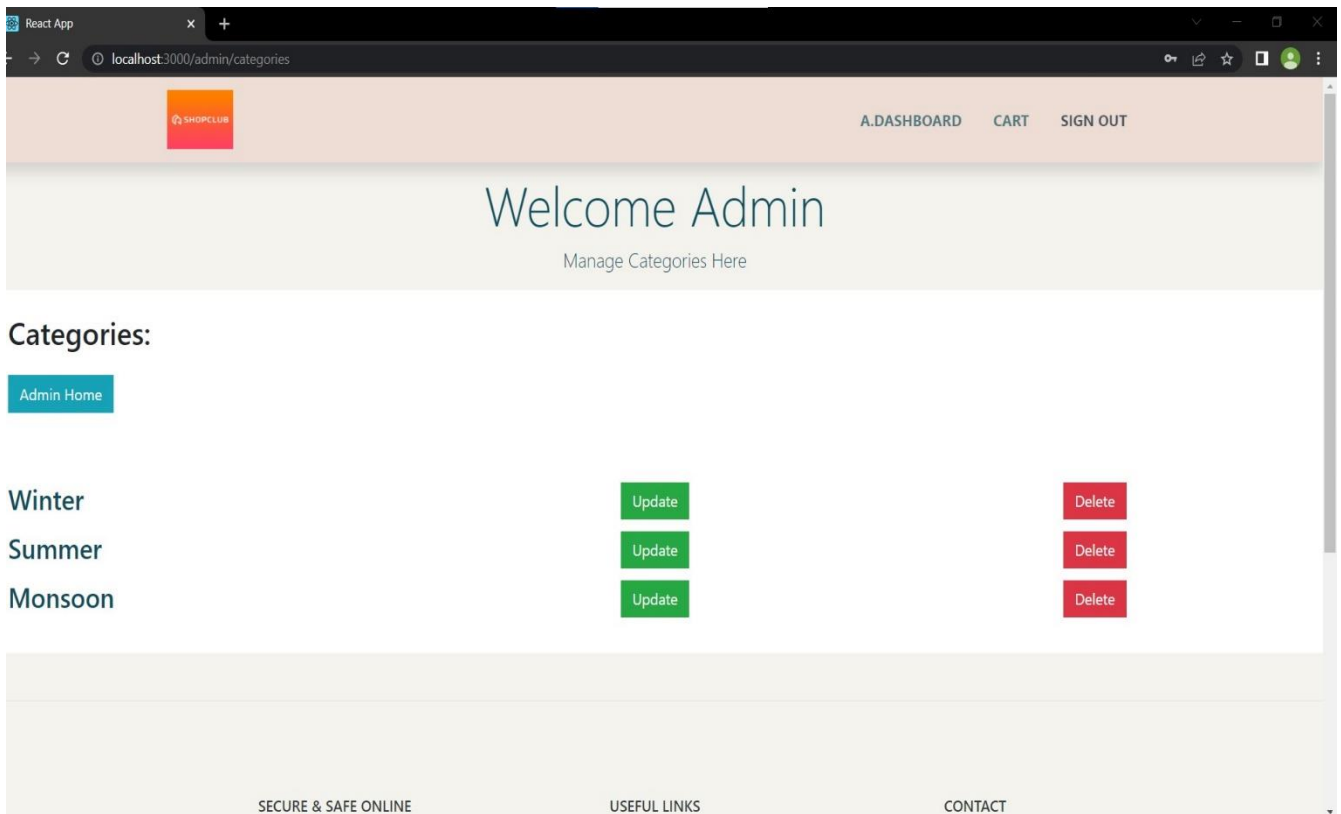 React App
localhost:3000/admin/categories
SHOPCLUB
A.DASHBOARD CART SIGN OUT
Welcome Admin
Manage Categories Here
Categories:
Admin Home
Winter Update Delete
Summer Update Delete
Monsoon Update Delete
SECURE & SAFE ONLINE USEFUL LINKS CONTACT